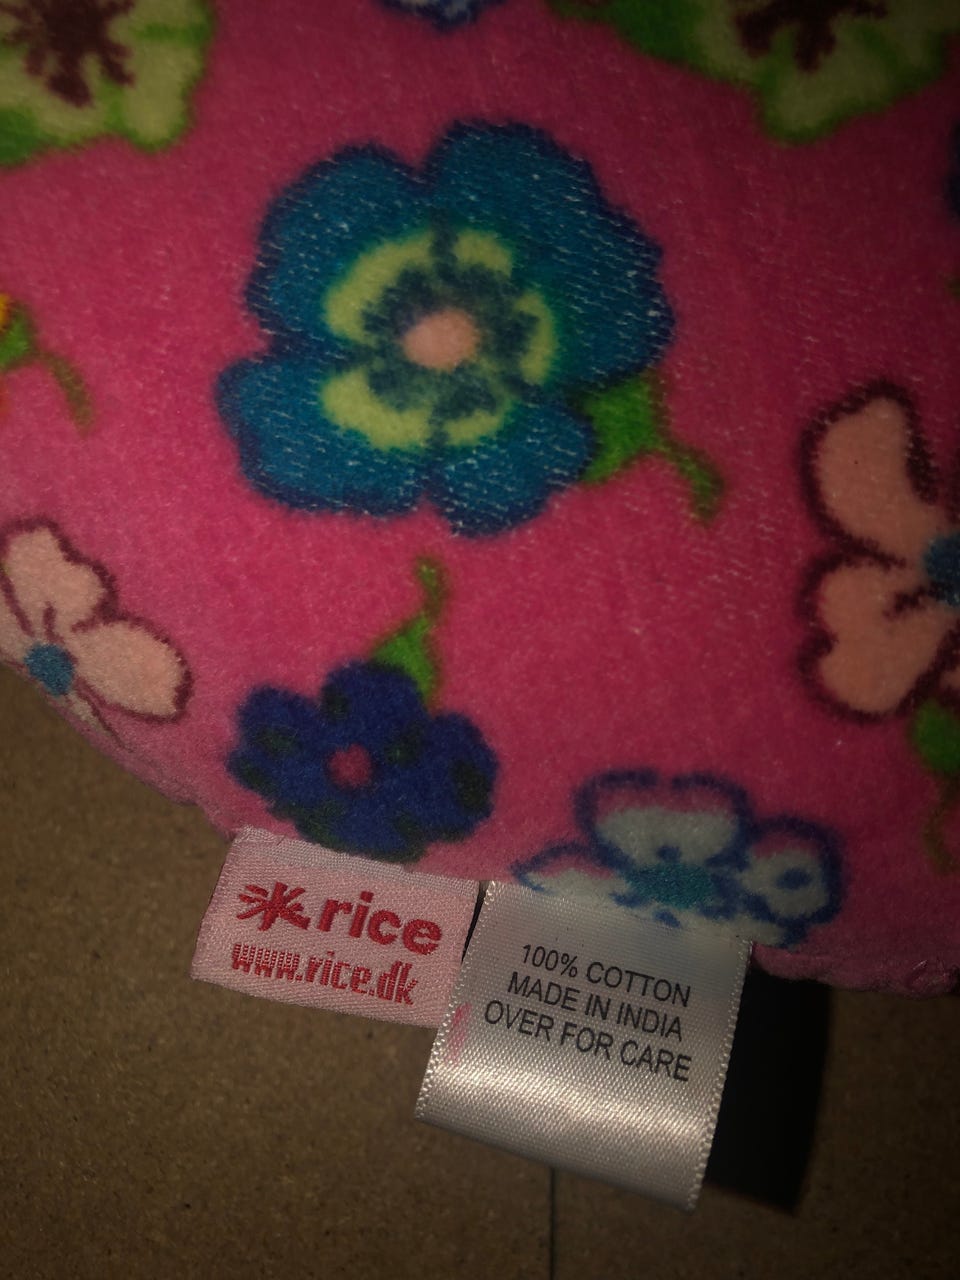 rice
www.rice.dk
100% COTTON
MADE IN INDIA
OVER FOR CARE